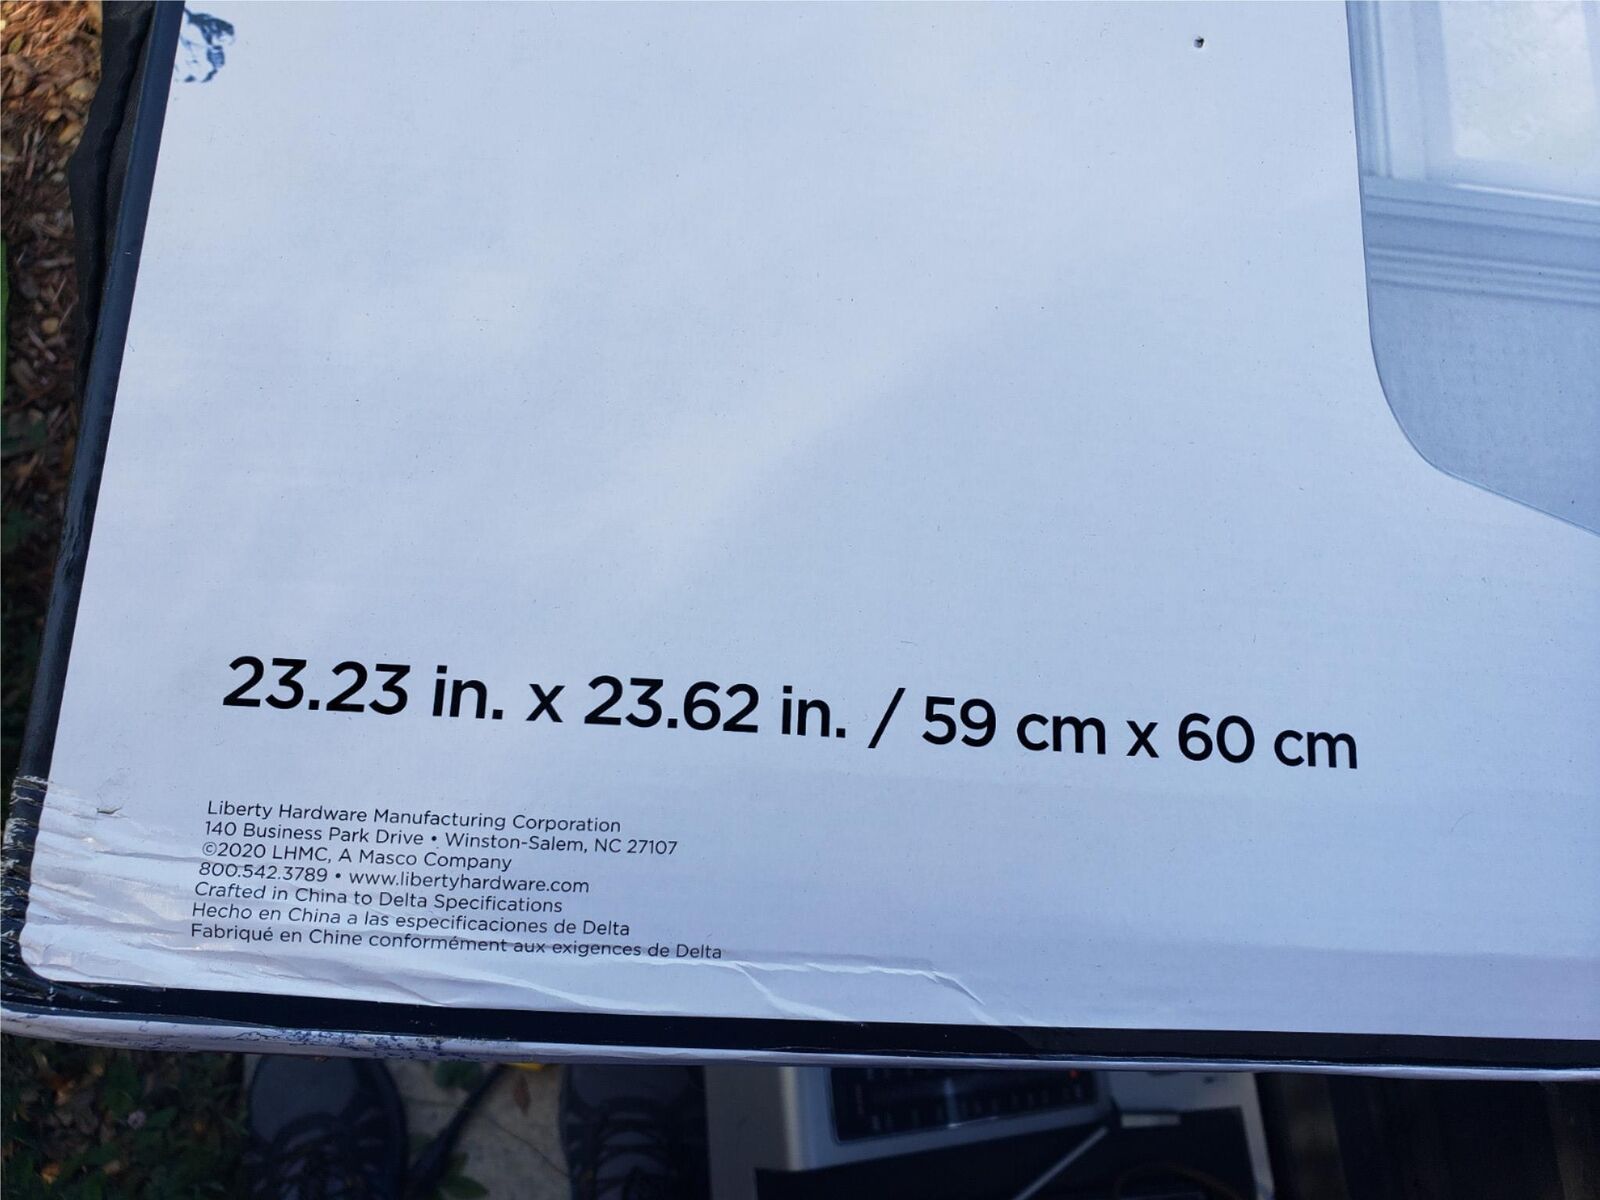 23.23 in. x 23.62 in. / 59 cm x 60 cm
Liberty Hardware Manufacturing Corporation
140 Business Park Drive • Winston-Salem, NC 27107
©2020 LHMC, A Masco Company
800.542.3789 • www.libertyhardware.com
Crafted in China to Delta Specifications
Hecho en China a las especificaciones de Delta
Fabriqué en Chine conformément aux exigences de Delta